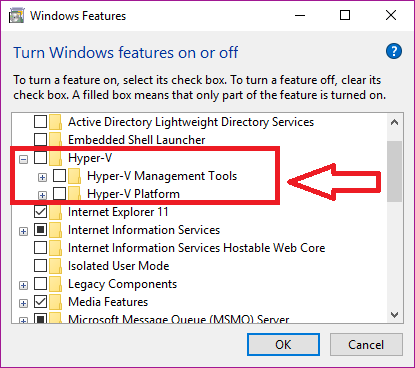 Windows Features
Turn Windows features on or off
To turn a feature on, select its check box. To turn a feature off, clear its
check box. A filled box means that only part of the feature is turned on.
Active Directory Lightweight Directory Services
Embedded Shell Launcher
Hyper-V
Hyper-V Management Tools
Hyper-V Platform
Internet Explorer 11
Internet Information Services
Internet Information Services Hostable Web Core
Isolated User Mode
Legacy Components
Media Features
Microsoft Message Queue (MSMQ) Server
OK
Cancel